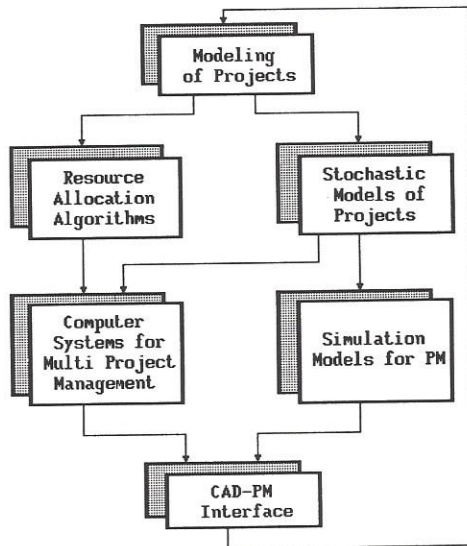 Modeling
of Projects
Resource
Allocation
Algorithms
Stochastic
Models of
Projects
Computer
Systems for
Multi Project
Management
Simulation
Models for PM
CAD-PM
Interface